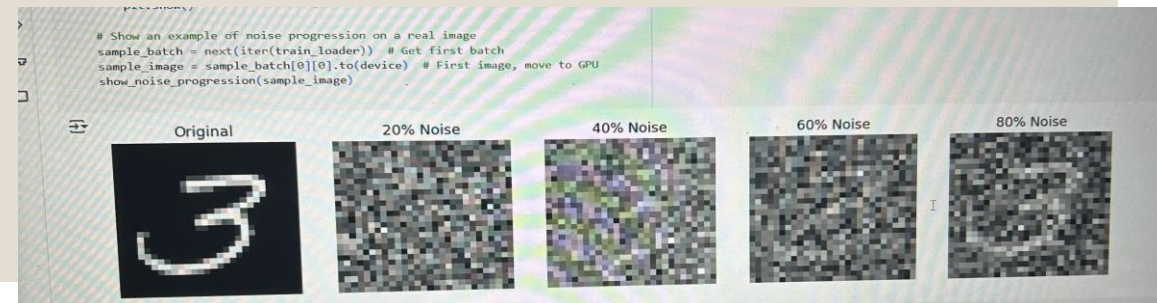 # Show an example of noise progression on a real image
sample_batch = next(iter(train_loader))  # Get first batch
sample_image = sample_batch[0][0].to(device)  # First image, move to GPU
show_noise_progression(sample_image)
Original 20% Noise 40% Noise 60% Noise 80% Noise